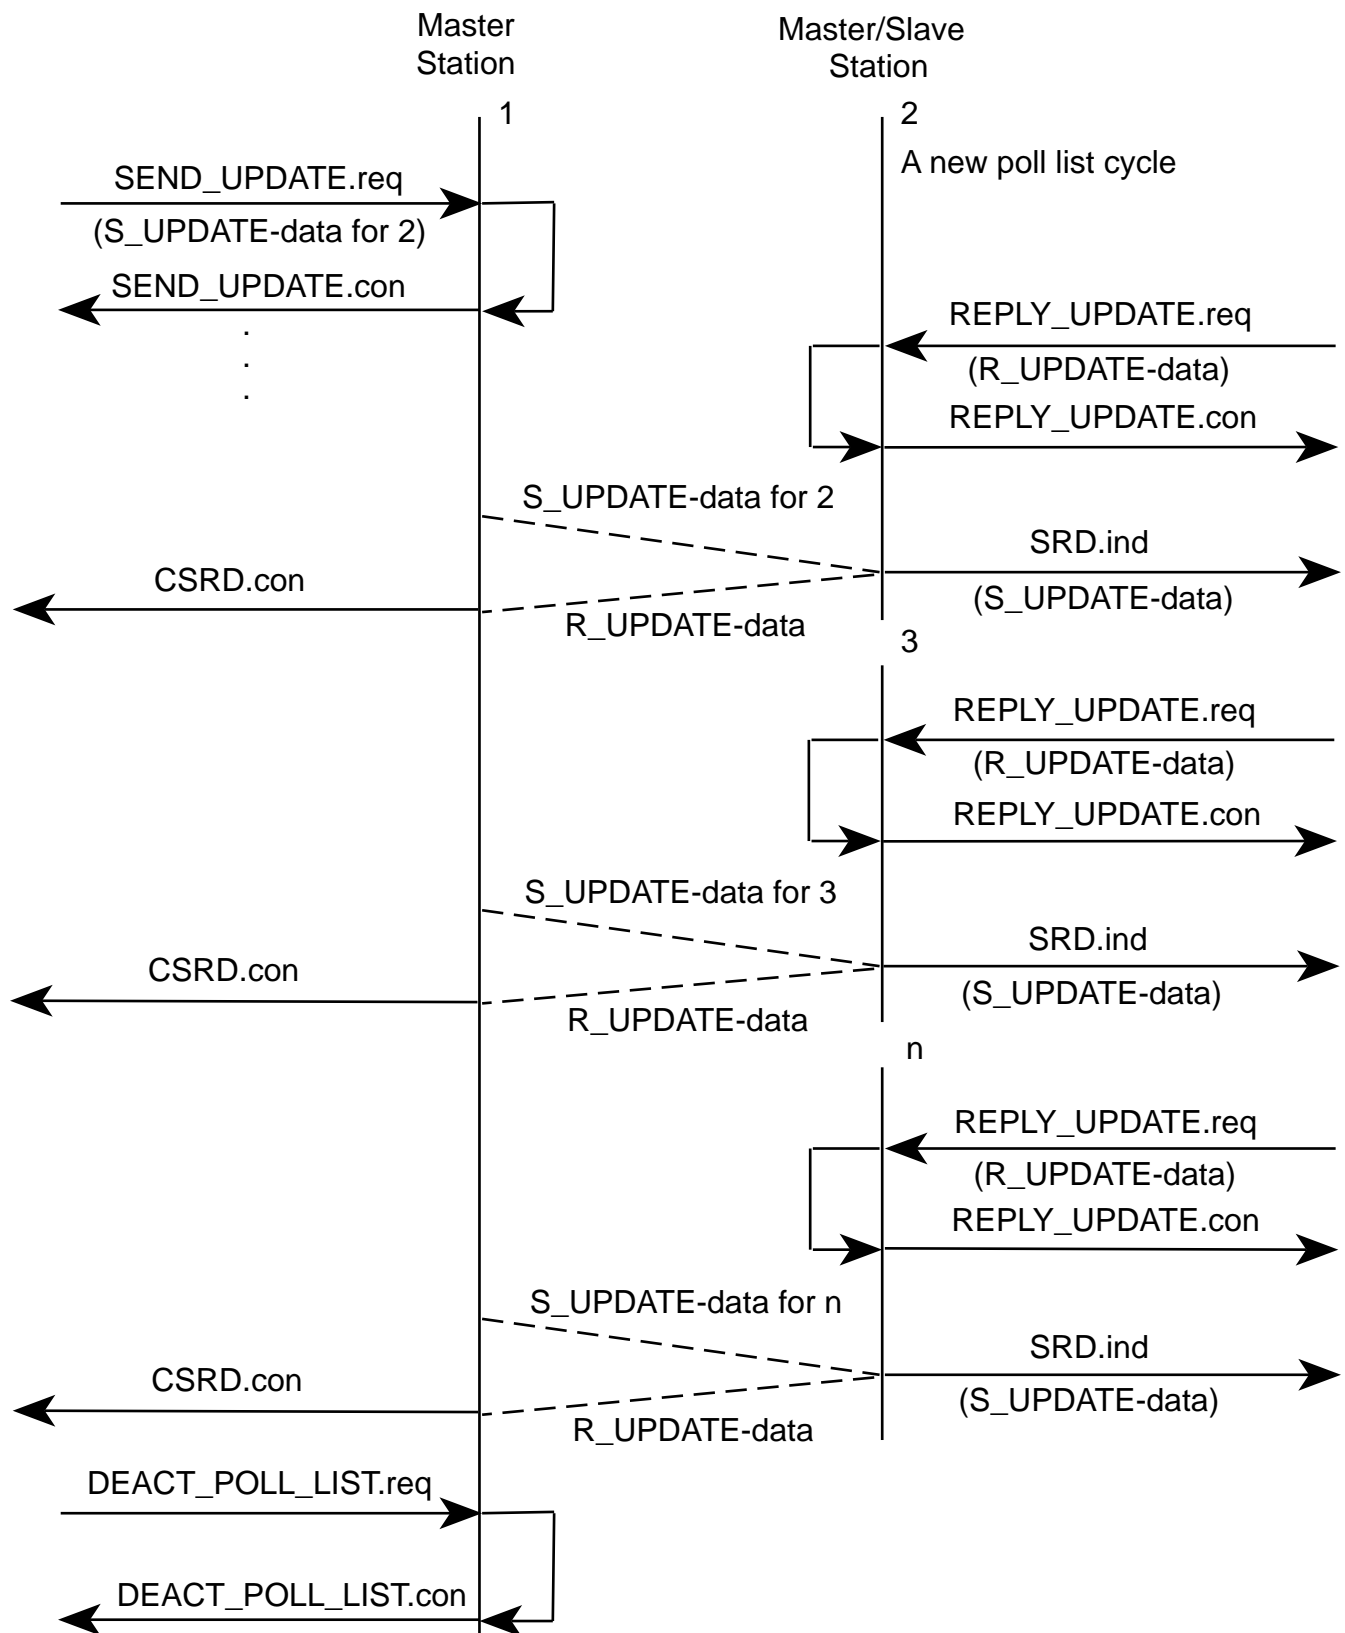 Master
Station
Master/Slave
Station
1
2
A new poll list cycle
SEND_UPDATE.req
(S_UPDATE-data for 2)
SEND_UPDATE.con
.
.
.
REPLY_UPDATE.req
(R_UPDATE-data)
REPLY_UPDATE.con
S_UPDATE-data for 2
SRD.ind
CSRD.con
(S_UPDATE-data)
R_UPDATE-data
3
REPLY_UPDATE.req
(R_UPDATE-data)
REPLY_UPDATE.con
S_UPDATE-data for 3
SRD.ind
CSRD.con
(S_UPDATE-data)
R_UPDATE-data
n
REPLY_UPDATE.req
(R_UPDATE-data)
REPLY_UPDATE.con
S_UPDATE-data for n
SRD.ind
CSRD.con
(S_UPDATE-data)
R_UPDATE-data
DEACT_POLL_LIST.req
DEACT_POLL_LIST.con